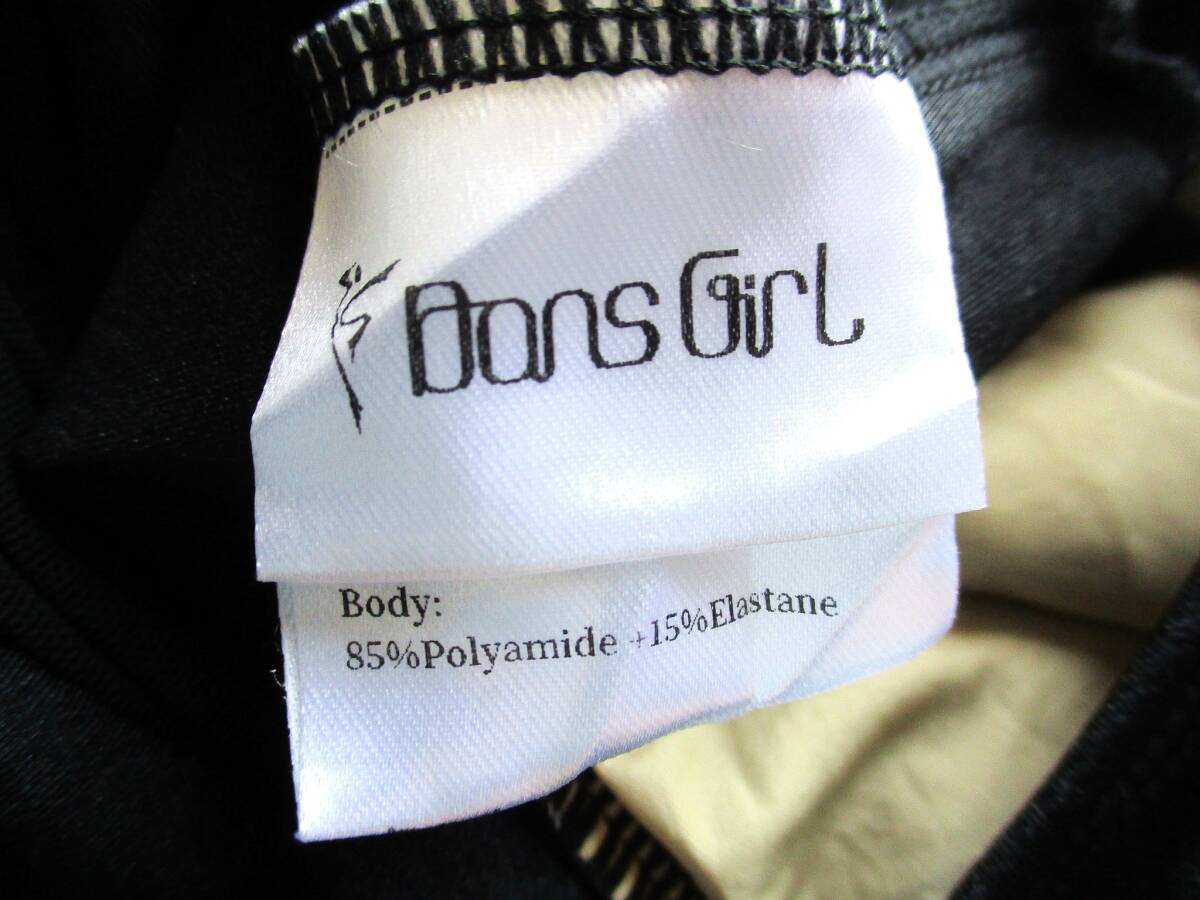 Dans Girl
Body:
85%Polyamide +15%Elastane